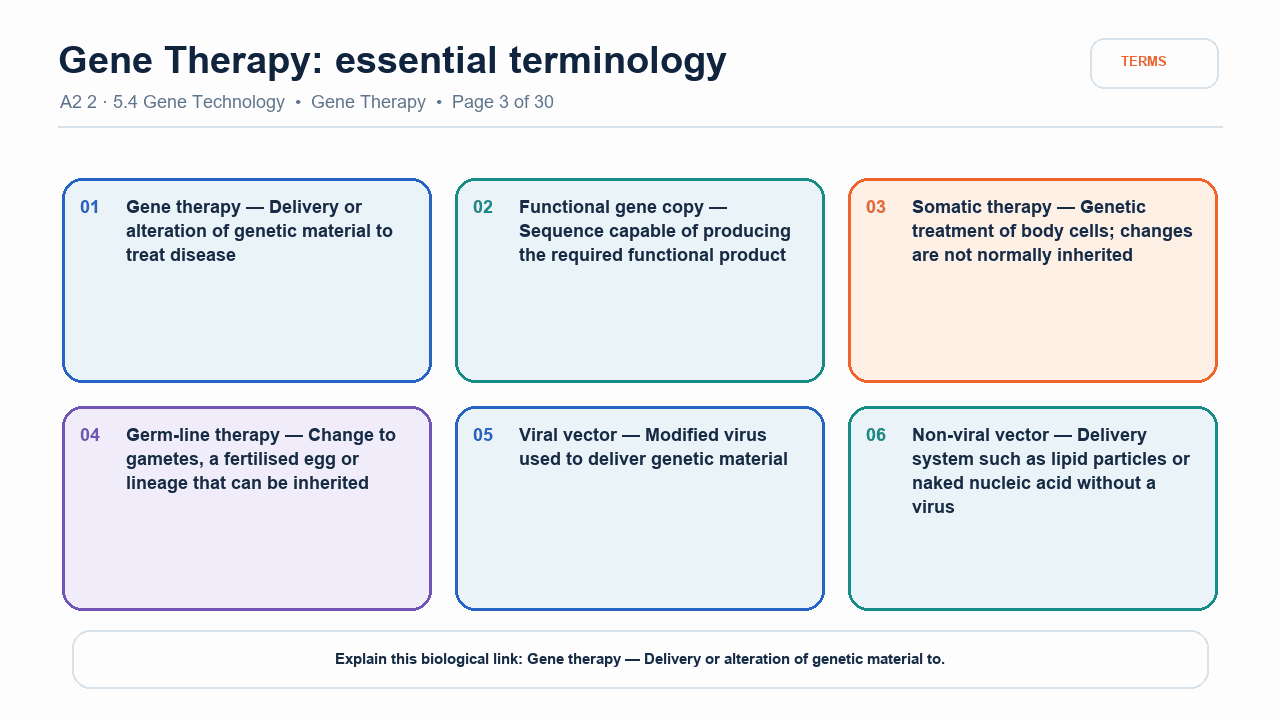 Gene Therapy: essential terminology
TERMS
A2 2 · 5.4 Gene Technology • Gene Therapy • Page 3 of 30
01
Gene therapy — Delivery or
alteration of genetic material to
treat disease
02
Functional gene copy —
Sequence capable of producing
the required functional product
03
Somatic therapy — Genetic
treatment of body cells; changes
are not normally inherited
04
Germ-line therapy — Change to
gametes, a fertilised egg or
lineage that can be inherited
05
Viral vector — Modified virus
used to deliver genetic material
06
Non-viral vector — Delivery
system such as lipid particles or
naked nucleic acid without a
virus
Explain this biological link: Gene therapy — Delivery or alteration of genetic material to.